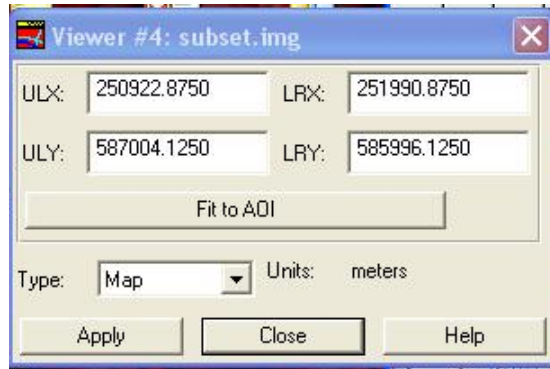 Viewer #4: subset.img
ULX: 250922.8750 LRX: 251990.8750
ULY: 587004.1250 LRY: 585996.1250
Fit to AOI
Type: Map Units: meters
Apply Close Help